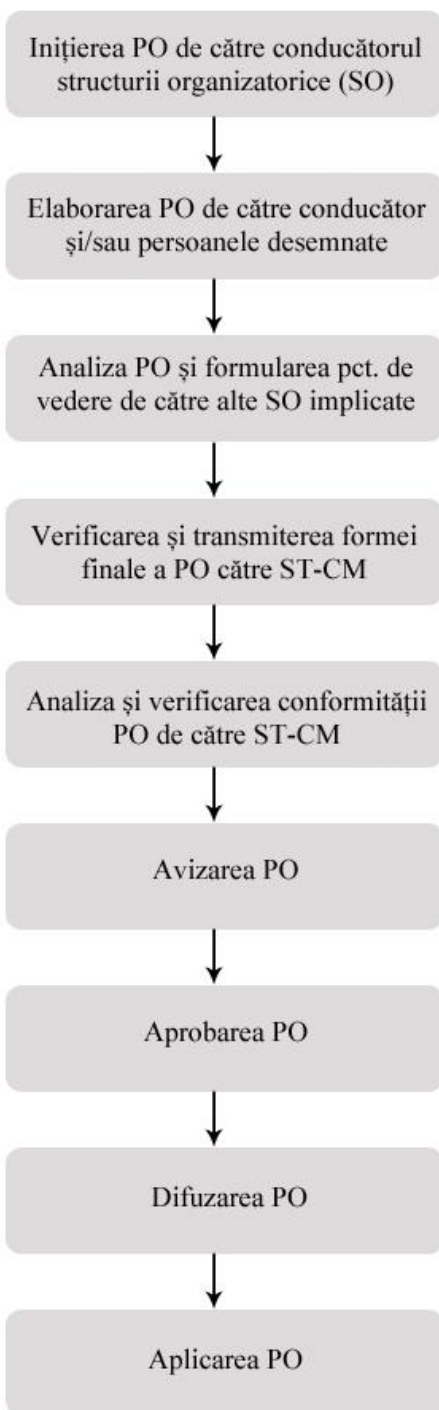 Inițierea PO de către conducătorul
structurii organizatorice (SO)
Elaborarea PO de către conducător
și/sau persoanele desemnate
Analiza PO și formularea pct. de
vedere de către alte SO implicate
Verificarea și transmiterea formei
finale a PO către ST-CM
Analiza și verificarea conformității
PO de către ST-CM
Avizarea PO
Aprobarea PO
Difuzarea PO
Aplicarea PO